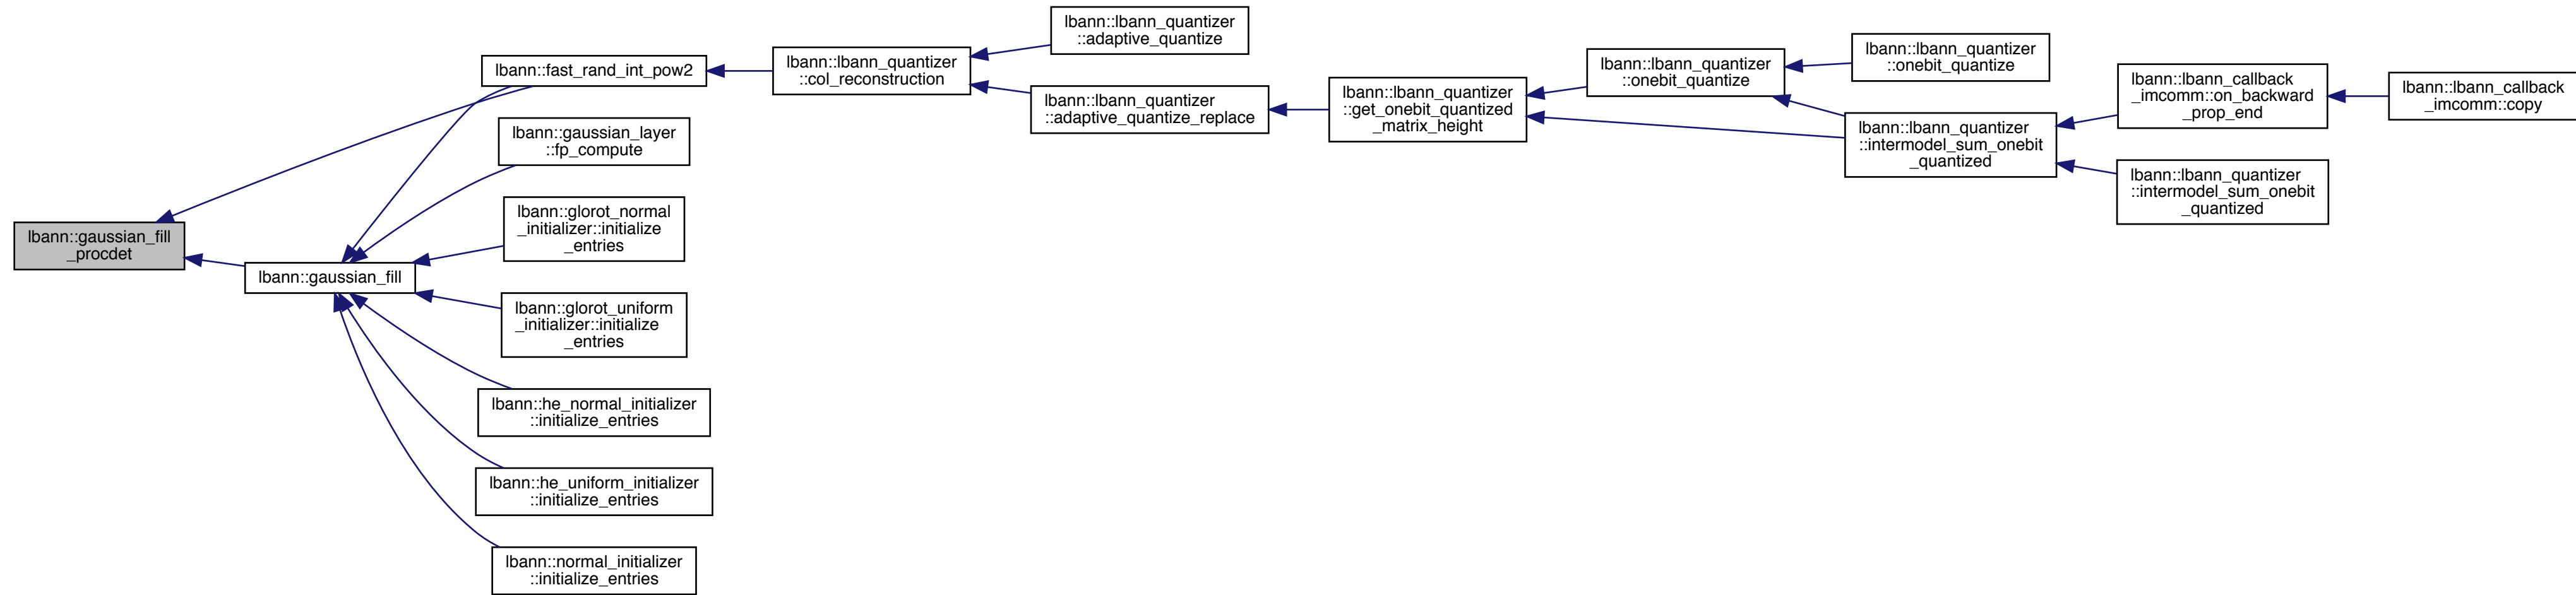 lbann::gaussian_fill
_procdet
lbann::fast_rand_int_pow2
lbann::gaussian_fill
lbann::gaussian_layer
::fp_compute
lbann::glorot_normal
_initializer::initialize
_entries
lbann::glorot_uniform
_initializer::initialize
_entries
lbann::he_normal_initializer
::initialize_entries
lbann::he_uniform_initializer
::initialize_entries
lbann::normal_initializer
::initialize_entries
lbann::lbann_quantizer
::col_reconstruction
lbann::lbann_quantizer
::adaptive_quantize
lbann::lbann_quantizer
::adaptive_quantize_replace
lbann::lbann_quantizer
::get_onebit_quantized
_matrix_height
lbann::lbann_quantizer
::onebit_quantize
lbann::lbann_quantizer
::onebit_quantize
lbann::lbann_quantizer
::intermodel_sum_onebit
_quantized
lbann::lbann_callback
_imcomm::on_backward
_prop_end
lbann::lbann_quantizer
::intermodel_sum_onebit
_quantized
lbann::lbann_callback
_imcomm::copy